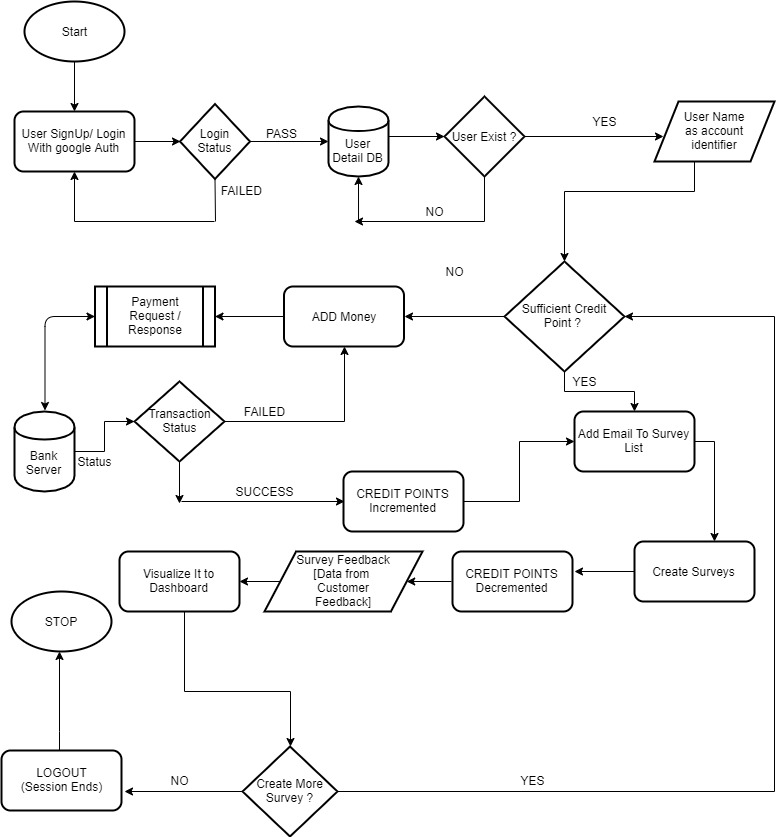 Start
User SignUp/ Login
With google Auth
Login
Status
PASS
FAILED
User
Detail DB
User Exist ?
YES
NO
User Name
as account
identifier
NO
Sufficient Credit
Point ?
YES
ADD Money
Payment
Request /
Response
Bank
Server
Status
Transaction
Status
FAILED
SUCCESS
CREDIT POINTS
Incremented
Add Email To Survey
List
Create Surveys
CREDIT POINTS
Decremented
Survey Feedback
[Data from
Customer
Feedback]
Visualize It to
Dashboard
Create More
Survey ?
YES
NO
LOGOUT
(Session Ends)
STOP